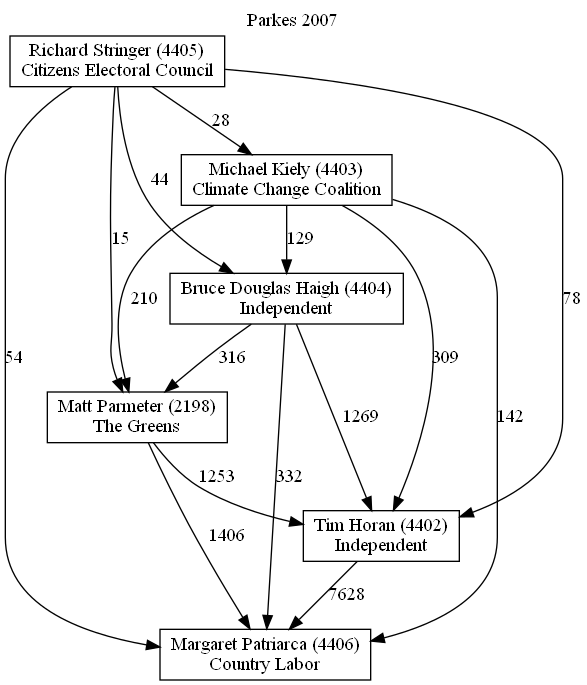 Parkes 2007
Richard Stringer (4405)
Citizens Electoral Council
28
Michael Kiely (4403)
Climate Change Coalition
44
15
210
129
Bruce Douglas Haigh (4404)
Independent
78
54
316
309
Matt Parmeter (2198)
The Greens
1269
142
1253
332
Tim Horan (4402)
Independent
1406
7628
Margaret Patriarca (4406)
Country Labor